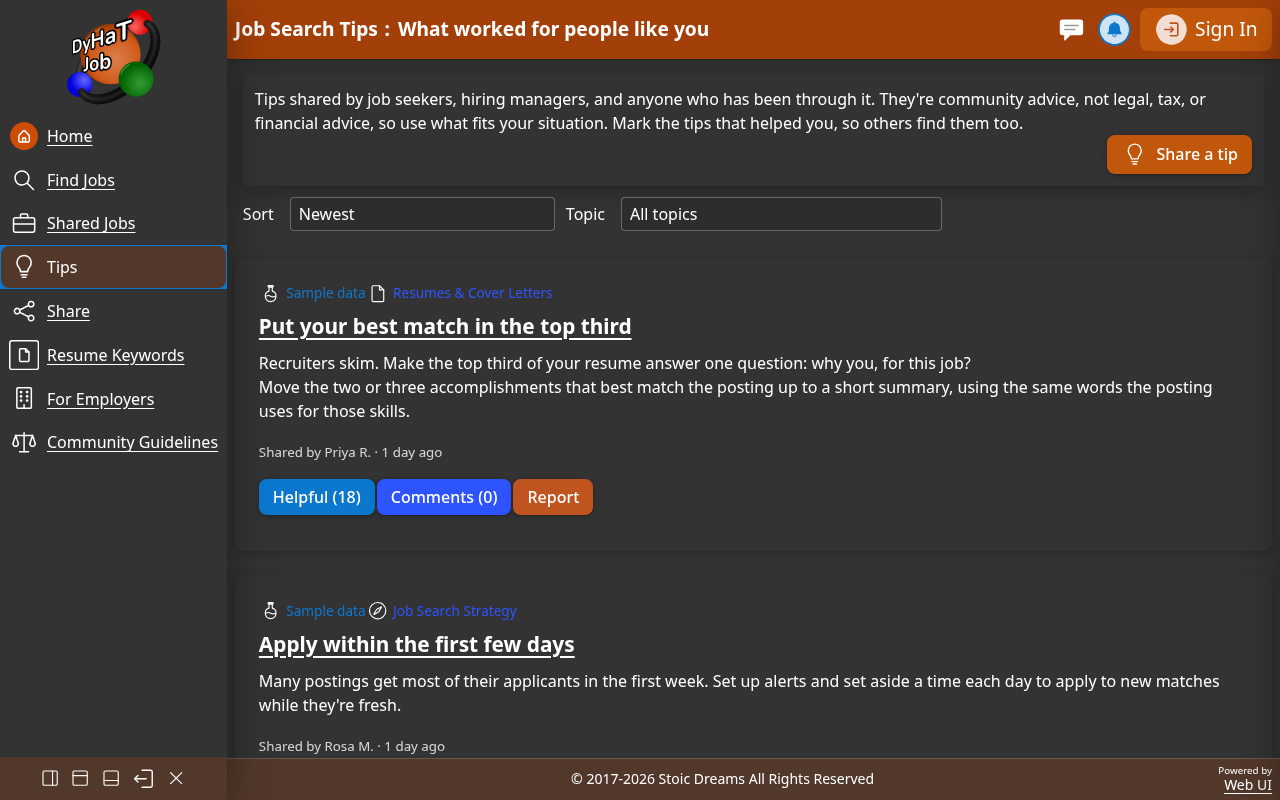 DyHaT
Job
Home
Find Jobs
Shared Jobs
Tips
Share
Resume Keywords
For Employers
Community Guidelines
Job Search Tips : What worked for people like you
Sign In
Tips shared by job seekers, hiring managers, and anyone who has been through it. They're community advice, not legal, tax, or
financial advice, so use what fits your situation. Mark the tips that helped you, so others find them too.
Share a tip
Sort Newest Topic All topics
Sample data Resumes & Cover Letters
Put your best match in the top third
Recruiters skim. Make the top third of your resume answer one question: why you, for this job?
Move the two or three accomplishments that best match the posting up to a short summary, using the same words the posting
uses for those skills.
Shared by Priya R. · 1 day ago
Helpful (18) Comments (0) Report
Sample data Job Search Strategy
Apply within the first few days
Many postings get most of their applicants in the first week. Set up alerts and set aside a time each day to apply to new matches
while they're fresh.
Shared by Rosa M. · 1 day ago
© 2017-2026 Stoic Dreams All Rights Reserved
Powered by
Web UI